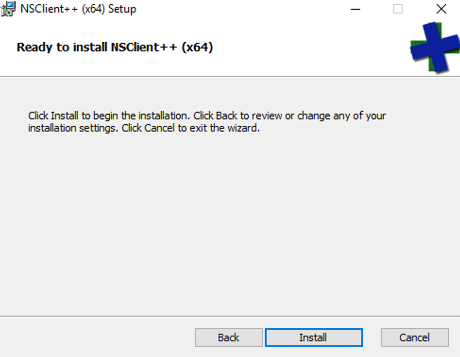 NSClient++ (x64) Setup
Ready to install NSClient++ (x64)
Click Install to begin the installation. Click Back to review or change any of your
installation settings. Click Cancel to exit the wizard.
Back Install Cancel